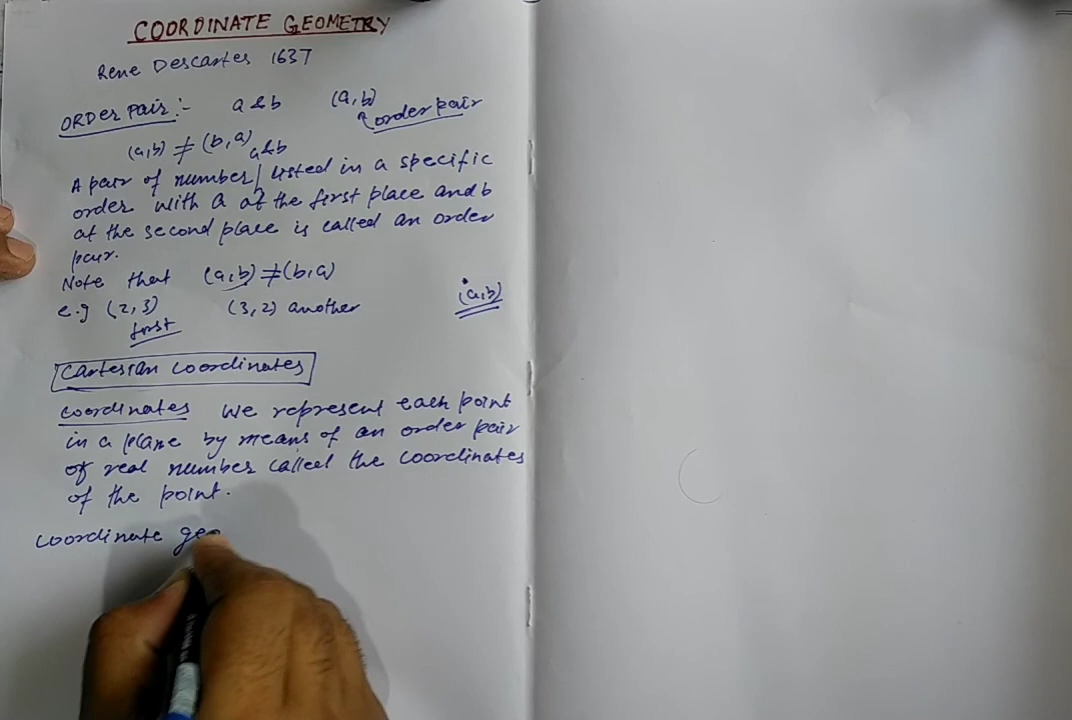 COORDINATE GEOMETRY
Rene Descartes 1637
ORDER PAIR :- a & b (a,b)
order pair
(a,b) ≠ (b,a)
a & b
A pair of number / listed in a specific
order with a at the first place and b
at the second place is called an order
pair.
Note that (a,b) ≠ (b,a)
e.g (2,3) (3,2) another (a,b)
first
Cartesian Coordinates
Coordinates We represent each point
in a plane by means of an order pair
of real number called the coordinates
of the point.
Coordinate geo